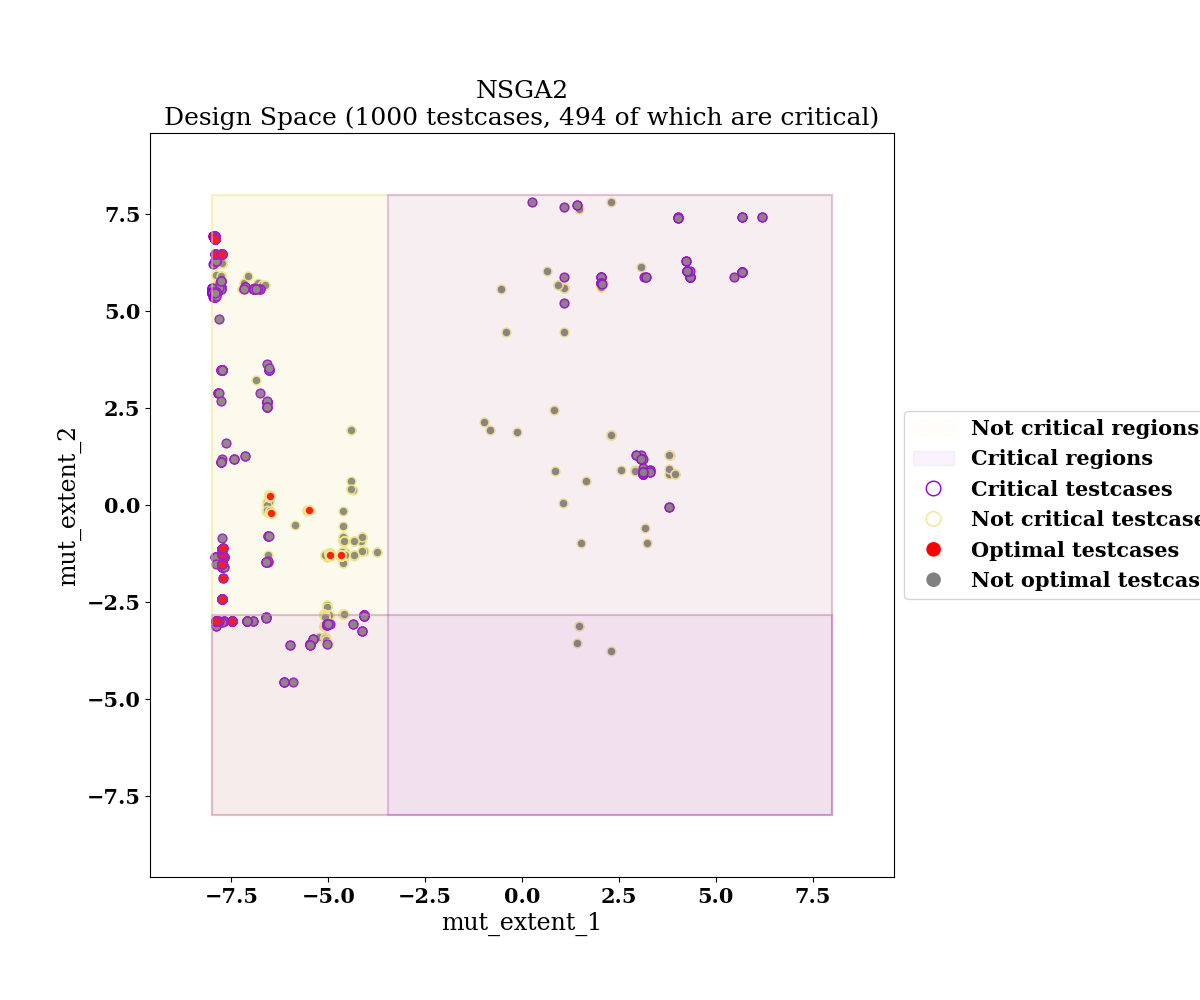 NSGA2
Design Space (1000 testcases, 494 of which are critical)
7.5
5.0
2.5
0.0
−2.5
−5.0
−7.5
mut_extent_2
−7.5
−5.0
−2.5
0.0
2.5
5.0
7.5
mut_extent_1
Not critical regions
Critical regions
Critical testcases
Not critical testcase
Optimal testcases
Not optimal testcas